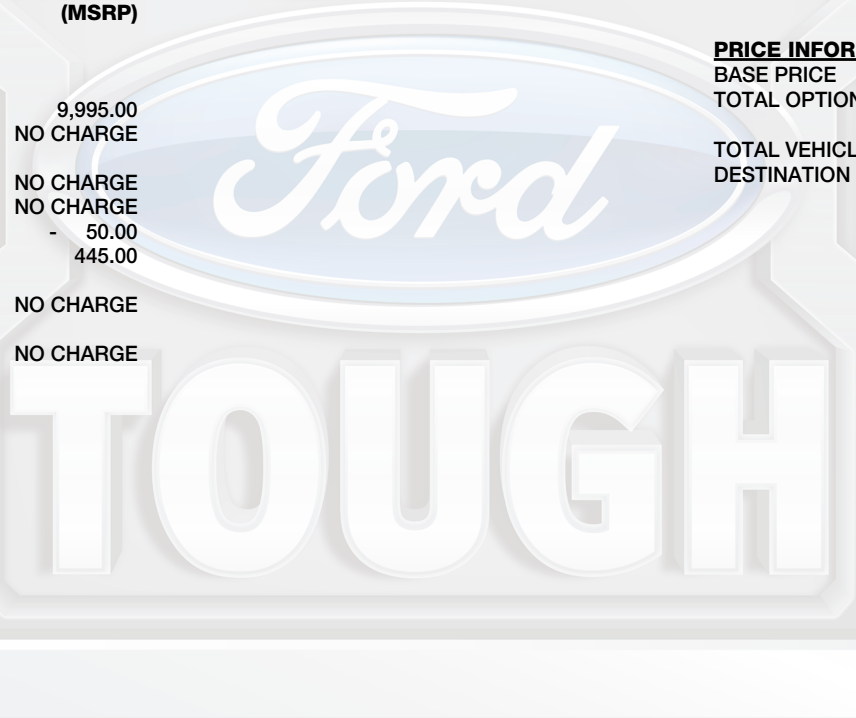 (MSRP)
9,995.00
NO CHARGE
NO CHARGE
NO CHARGE
- 50.00
445.00
NO CHARGE
NO CHARGE
PRICE INFOR
BASE PRICE
TOTAL OPTION
TOTAL VEHICL
DESTINATION
Ford
TOUGH